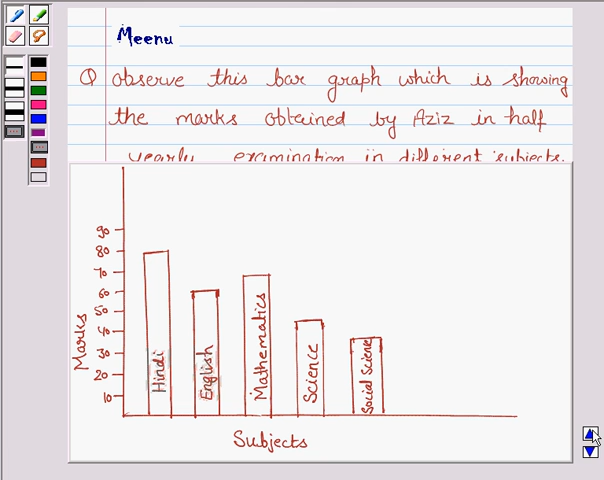 Meenu
Q observe this bar graph which is showing
the marks obtained by Aziz in half
yearly examination in different subjects.
90
80
70
60
50
40
30
20
10
Marks
Hindi
English
Mathematics
Science
Social Science
Subjects